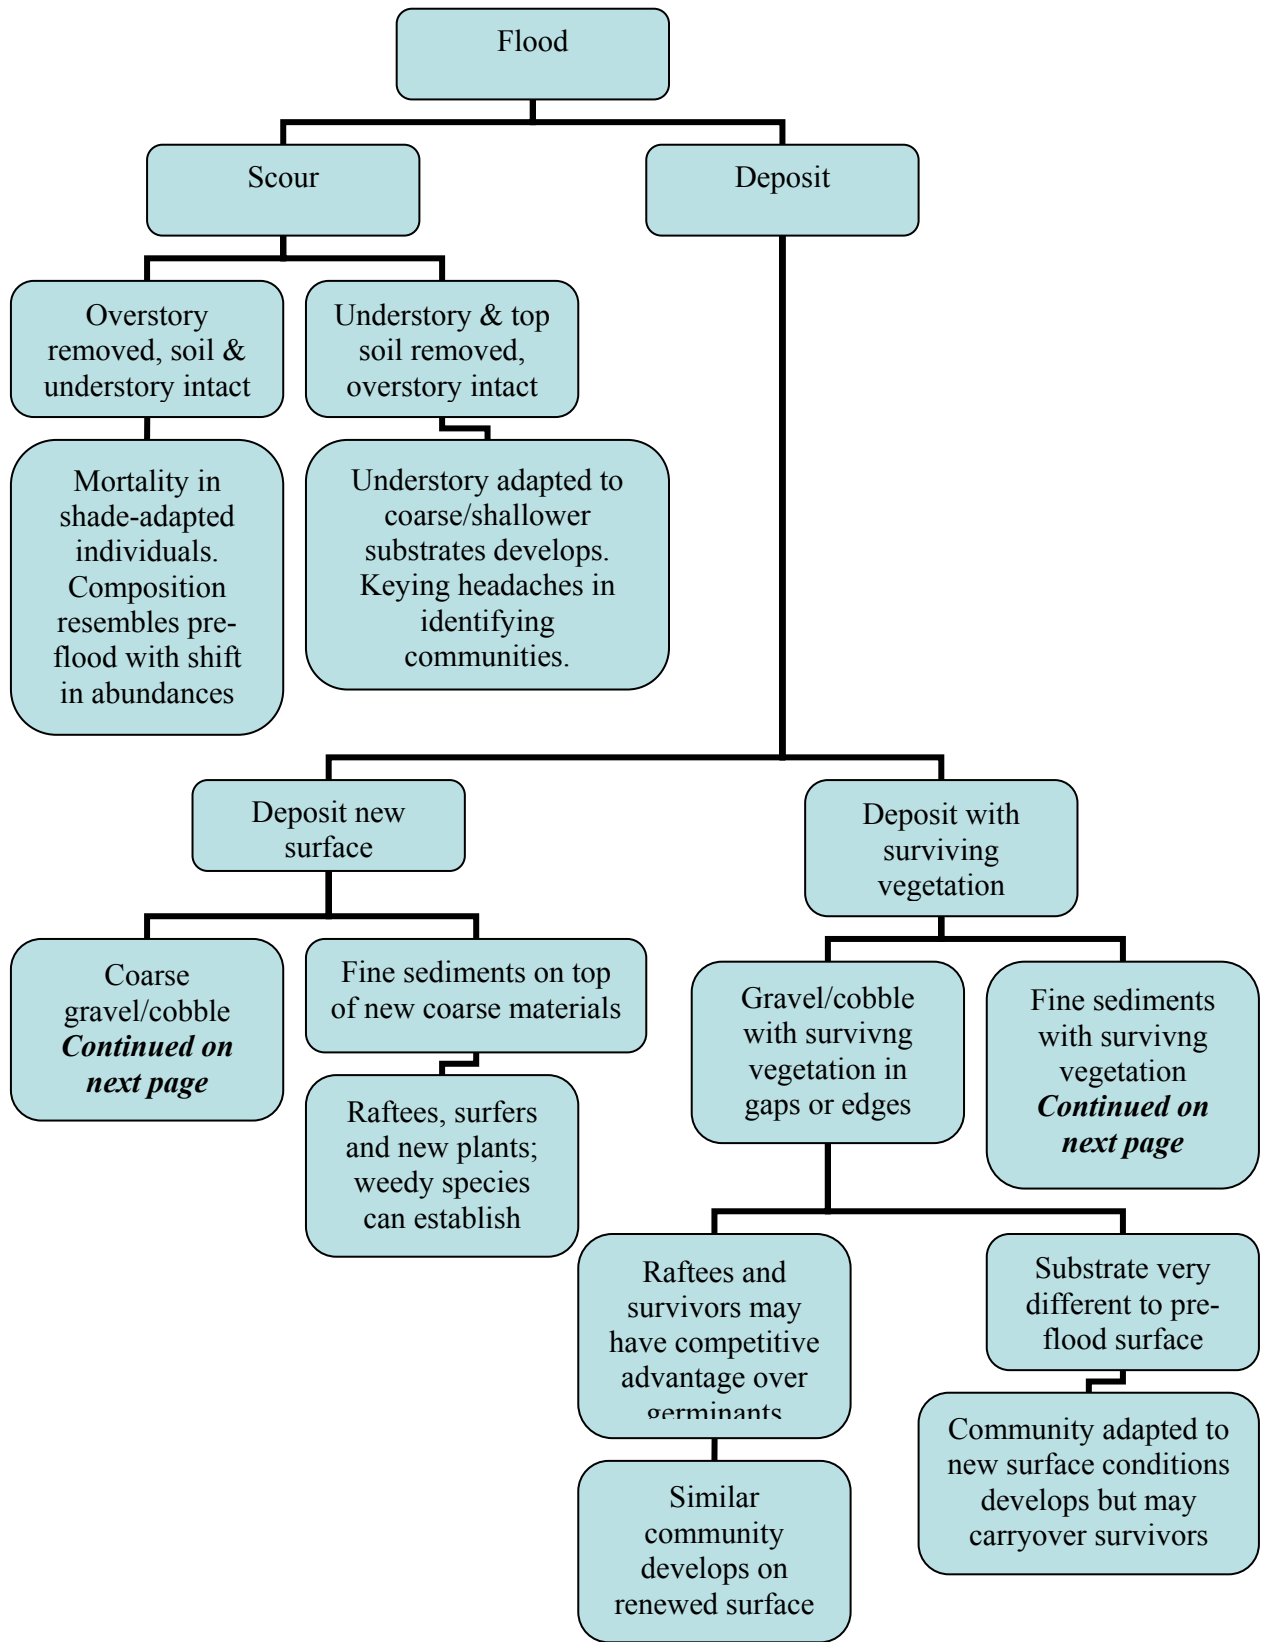 Flood
Scour
Deposit
Overstory
removed, soil &
understory intact
Understory & top
soil removed,
overstory intact
Mortality in
shade-adapted
individuals.
Composition
resembles pre-
flood with shift
in abundances
Understory adapted to
coarse/shallower
substrates develops.
Keying headaches in
identifying
communities.
Deposit new
surface
Deposit with
surviving
vegetation
Coarse
gravel/cobble
Continued on
next page
Fine sediments on top
of new coarse materials
Gravel/cobble
with survivng
vegetation in
gaps or edges
Fine sediments
with survivng
vegetation
Continued on
next page
Raftees, surfers
and new plants;
weedy species
can establish
Raftees and
survivors may
have competitive
advantage over
germinants
Substrate very
different to pre-
flood surface
Similar
community
develops on
renewed surface
Community adapted to
new surface conditions
develops but may
carryover survivors